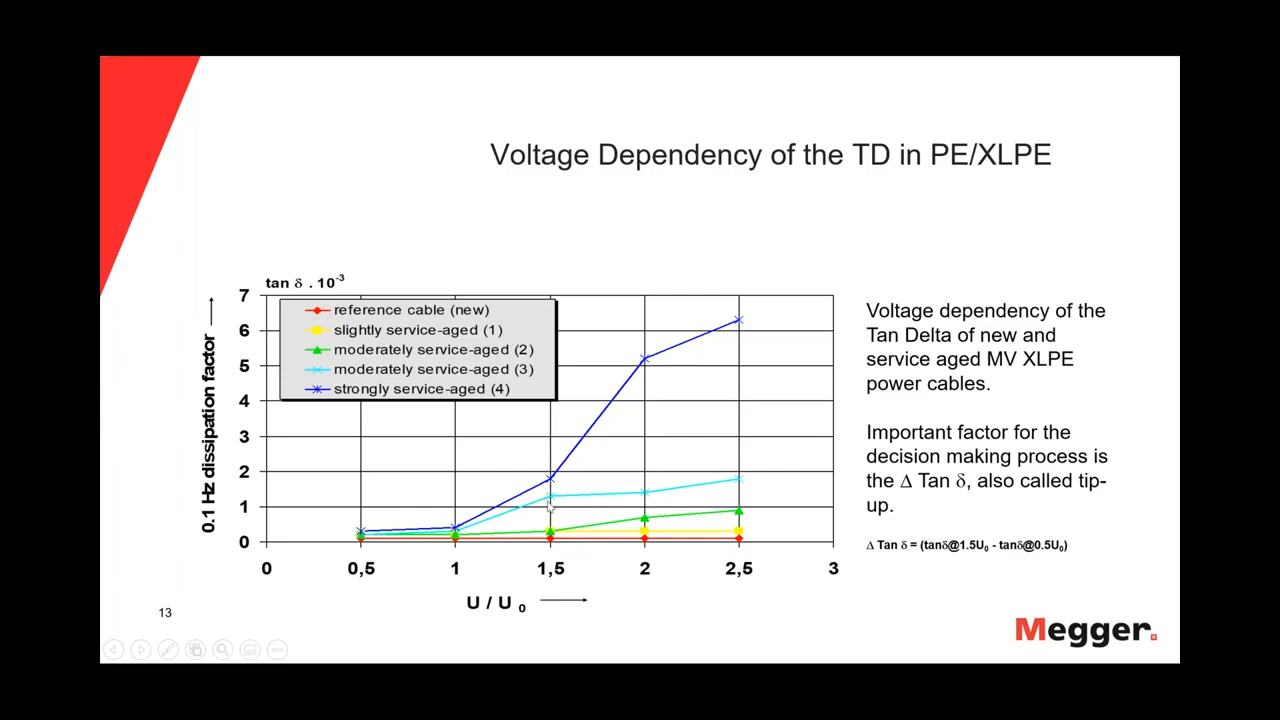 Voltage Dependency of the TD in PE/XLPE
tan δ . 10⁻³
0.1 Hz dissipation factor
7
6
5
4
3
2
1
0
reference cable (new)
slightly service-aged (1)
moderately service-aged (2)
moderately service-aged (3)
strongly service-aged (4)
0 0,5 1 1,5 2 2,5 3
U / U₀
Voltage dependency of the
Tan Delta of new and
service aged MV XLPE
power cables.
Important factor for the
decision making process is
the Δ Tan δ, also called tip-
up.
Δ Tan δ = (tanδ@1.5U₀ - tanδ@0.5U₀)
13
Megger.